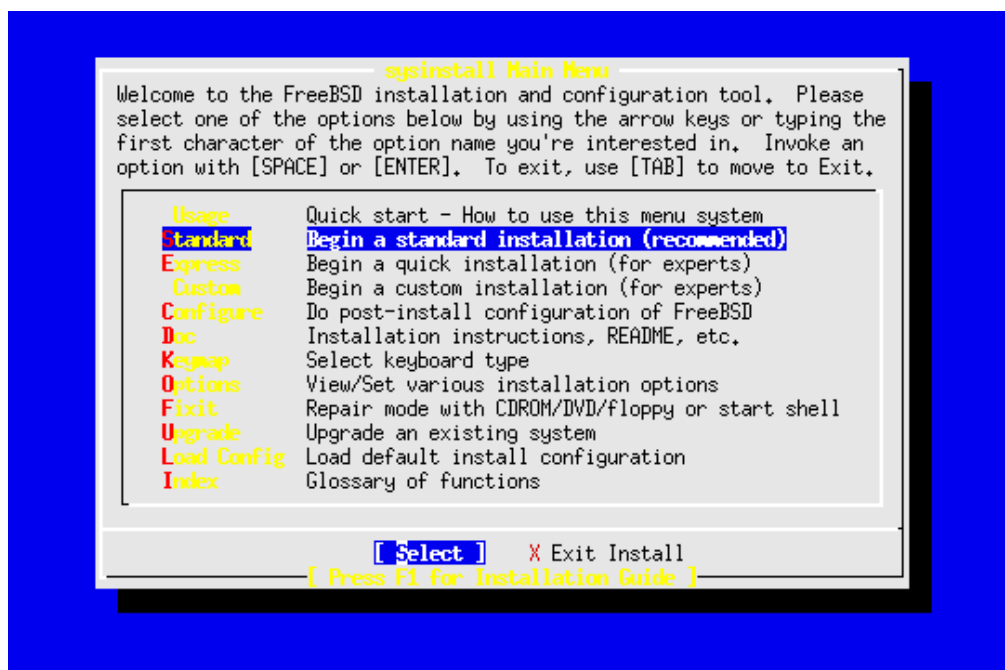 sysinstall Main Menu
Welcome to the FreeBSD installation and configuration tool. Please
select one of the options below by using the arrow keys or typing the
first character of the option name you're interested in. Invoke an
option with [SPACE] or [ENTER]. To exit, use [TAB] to move to Exit.
Usage Quick start - How to use this menu system
Standard Begin a standard installation (recommended)
Express Begin a quick installation (for experts)
Custom Begin a custom installation (for experts)
Configure Do post-install configuration of FreeBSD
Doc Installation instructions, README, etc.
Keymap Select keyboard type
Options View/Set various installation options
Fixit Repair mode with CDROM/DVD/floppy or start shell
Upgrade Upgrade an existing system
Load Config Load default install configuration
Index Glossary of functions
[ Select ] X Exit Install
[ Press F1 for Installation Guide ]